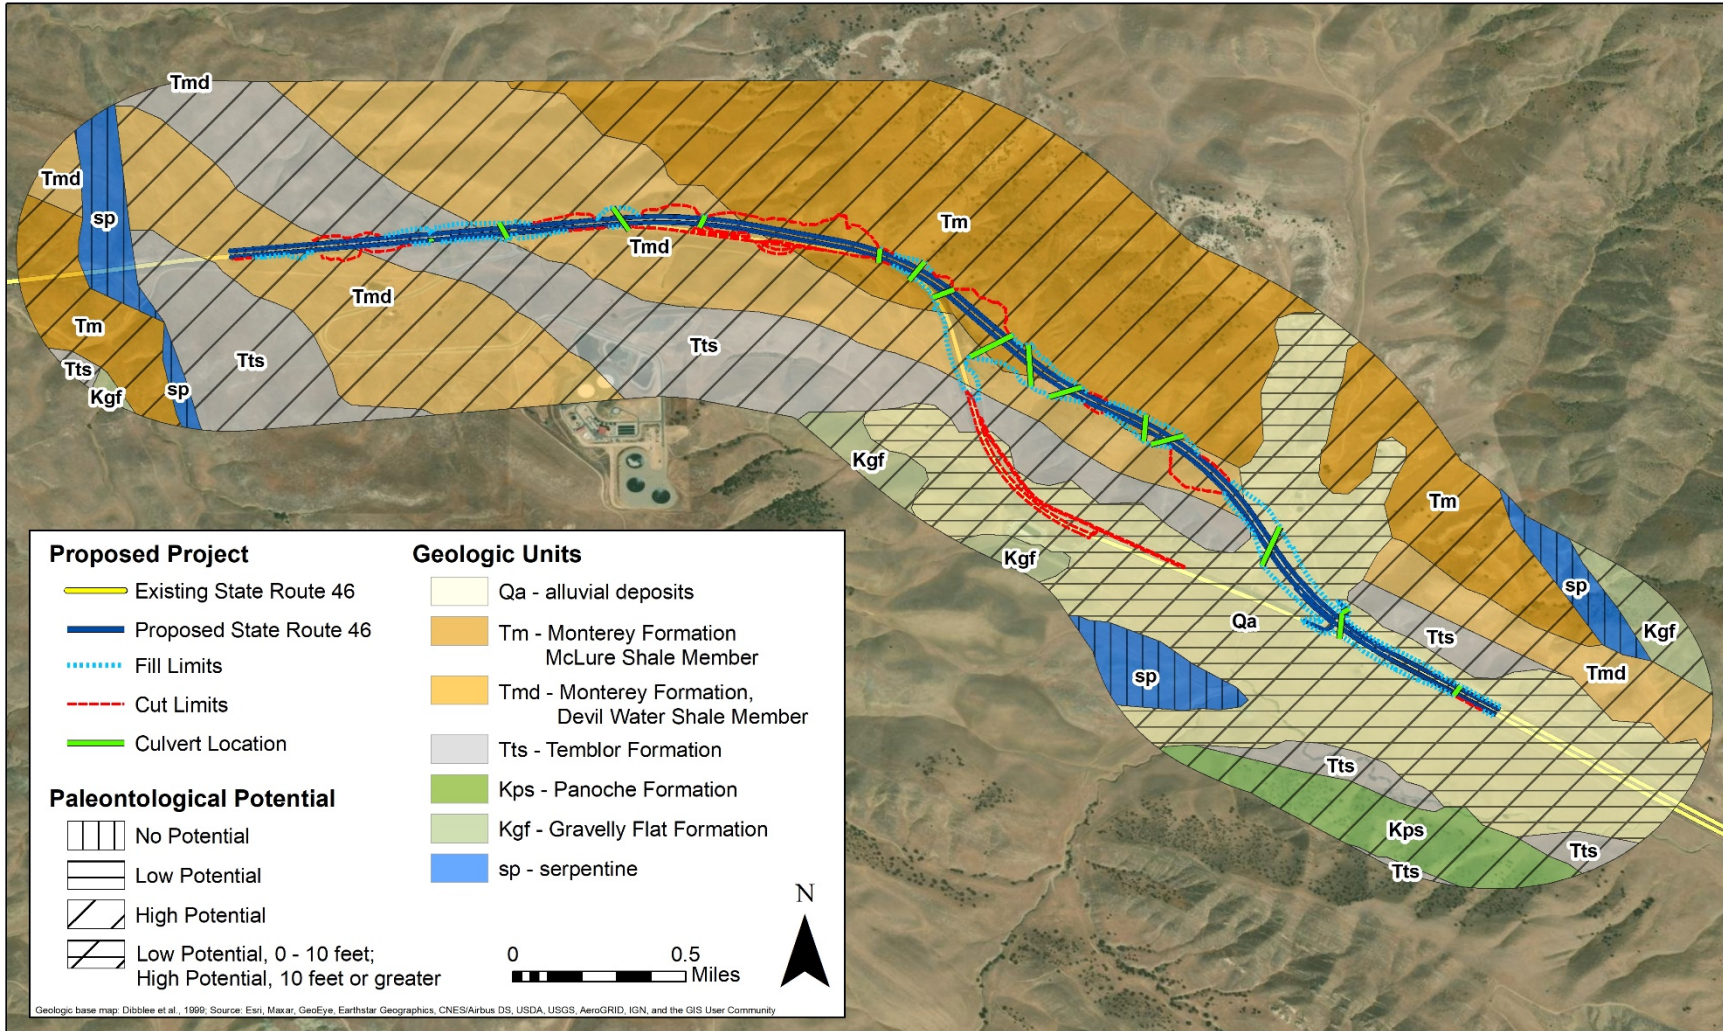 Tmd
Tmd
sp
Tm
Tmd
Tmd
Tm
Tts
Tts
Tts
sp
Kgf
Kgf
Tm
Kgf
sp
Kgf
Qa
Tts
sp
Tmd
Tts
Kps
Tts
Tts
Proposed Project
Existing State Route 46
Proposed State Route 46
Fill Limits
Cut Limits
Culvert Location
Paleontological Potential
No Potential
Low Potential
High Potential
Low Potential, 0 - 10 feet;
High Potential, 10 feet or greater
Geologic Units
Qa - alluvial deposits
Tm - Monterey Formation
McLure Shale Member
Tmd - Monterey Formation,
Devil Water Shale Member
Tts - Temblor Formation
Kps - Panoche Formation
Kgf - Gravelly Flat Formation
sp - serpentine
N
0 0.5
Miles
Geologic base map: Dibblee et al., 1999; Source: Esri, Maxar, GeoEye, Earthstar Geographics, CNES/Airbus DS, USDA, USGS, AeroGRID, IGN, and the GIS User Community